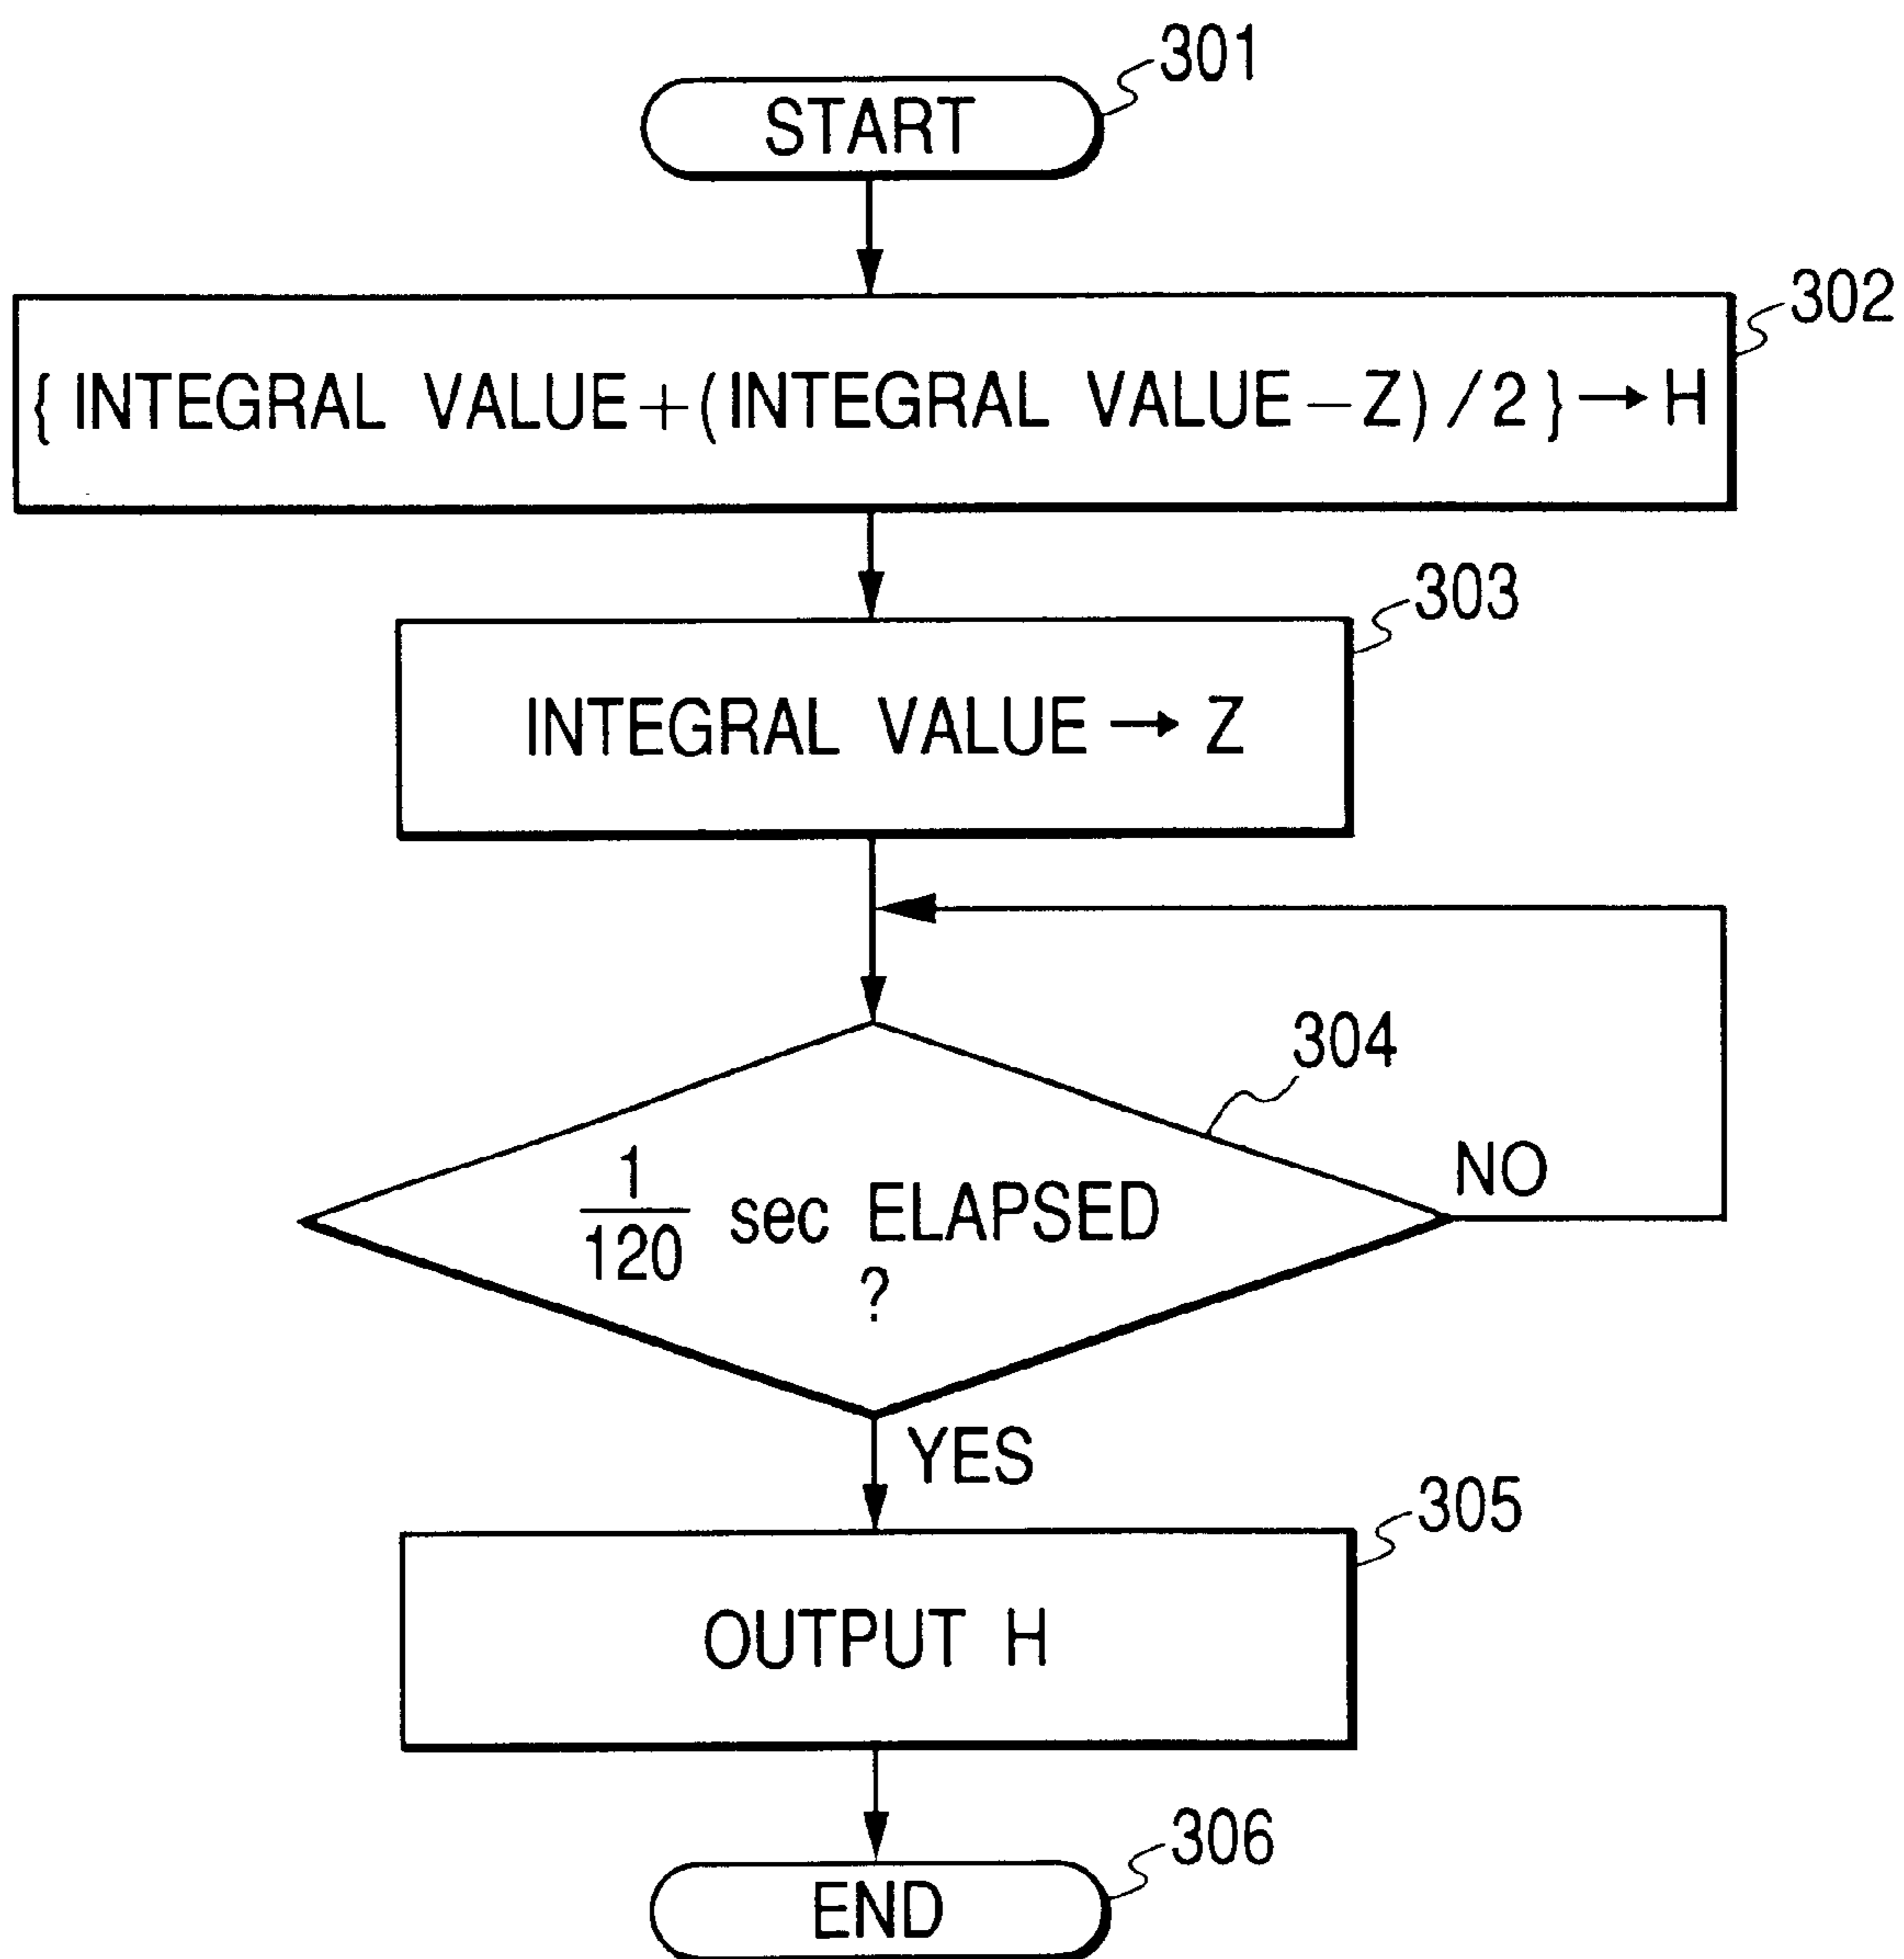 301
START
302
{ INTEGRAL VALUE+(INTEGRAL VALUE−Z)/2 }→H
303
INTEGRAL VALUE→Z
304
NO
1/120 sec ELAPSED
?
YES
305
OUTPUT H
306
END